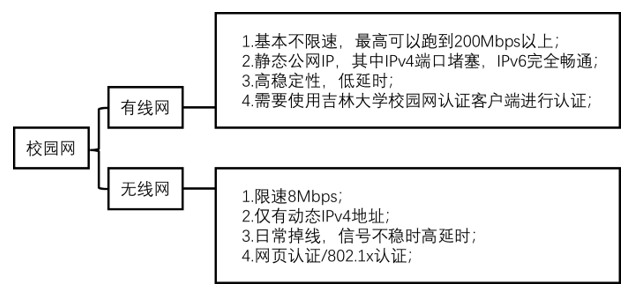 校园网
有线网
1.基本不限速，最高可以跑到200Mbps以上；
2.静态公网IP，其中IPv4端口堵塞，IPv6完全畅通；
3.高稳定性，低延时；
4.需要使用吉林大学校园网认证客户端进行认证；
无线网
1.限速8Mbps；
2.仅有动态IPv4地址；
3.日常掉线，信号不稳时高延时；
4.网页认证/802.1x认证；